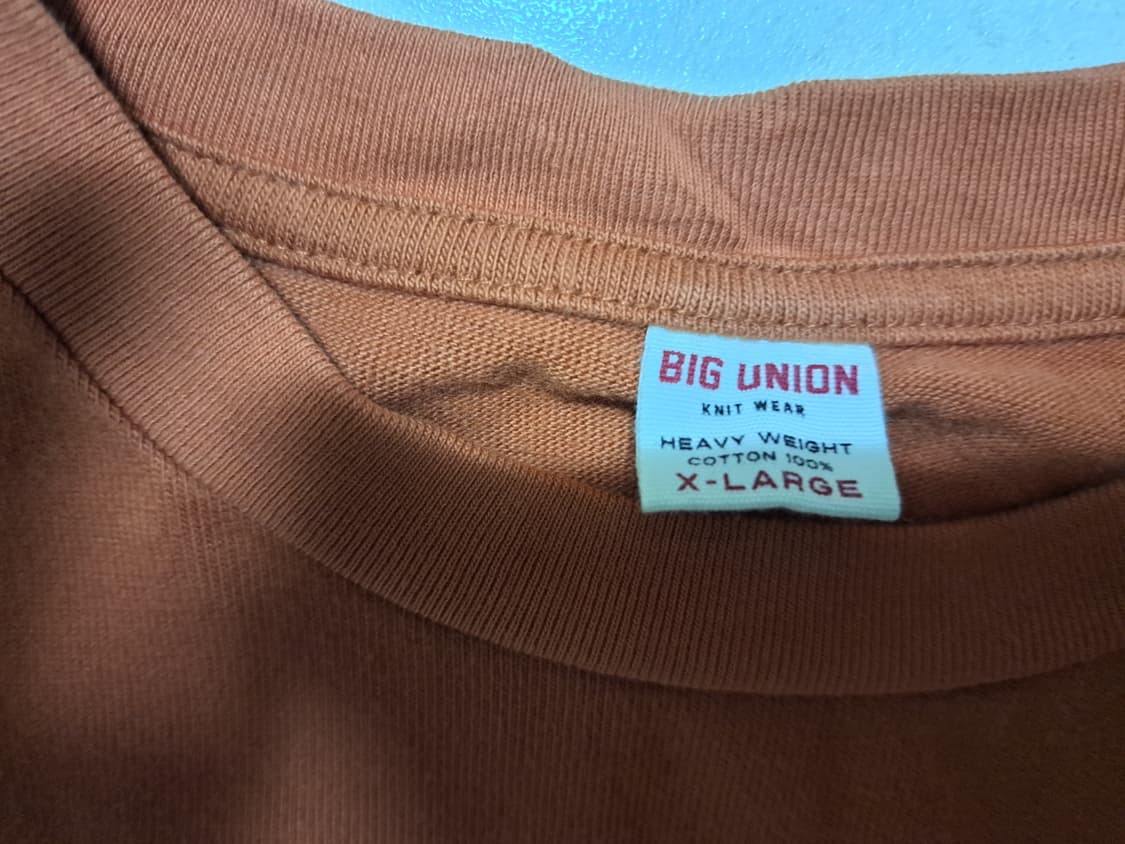 BIG UNION
KNIT WEAR
HEAVY WEIGHT
COTTON 100%
X-LARGE